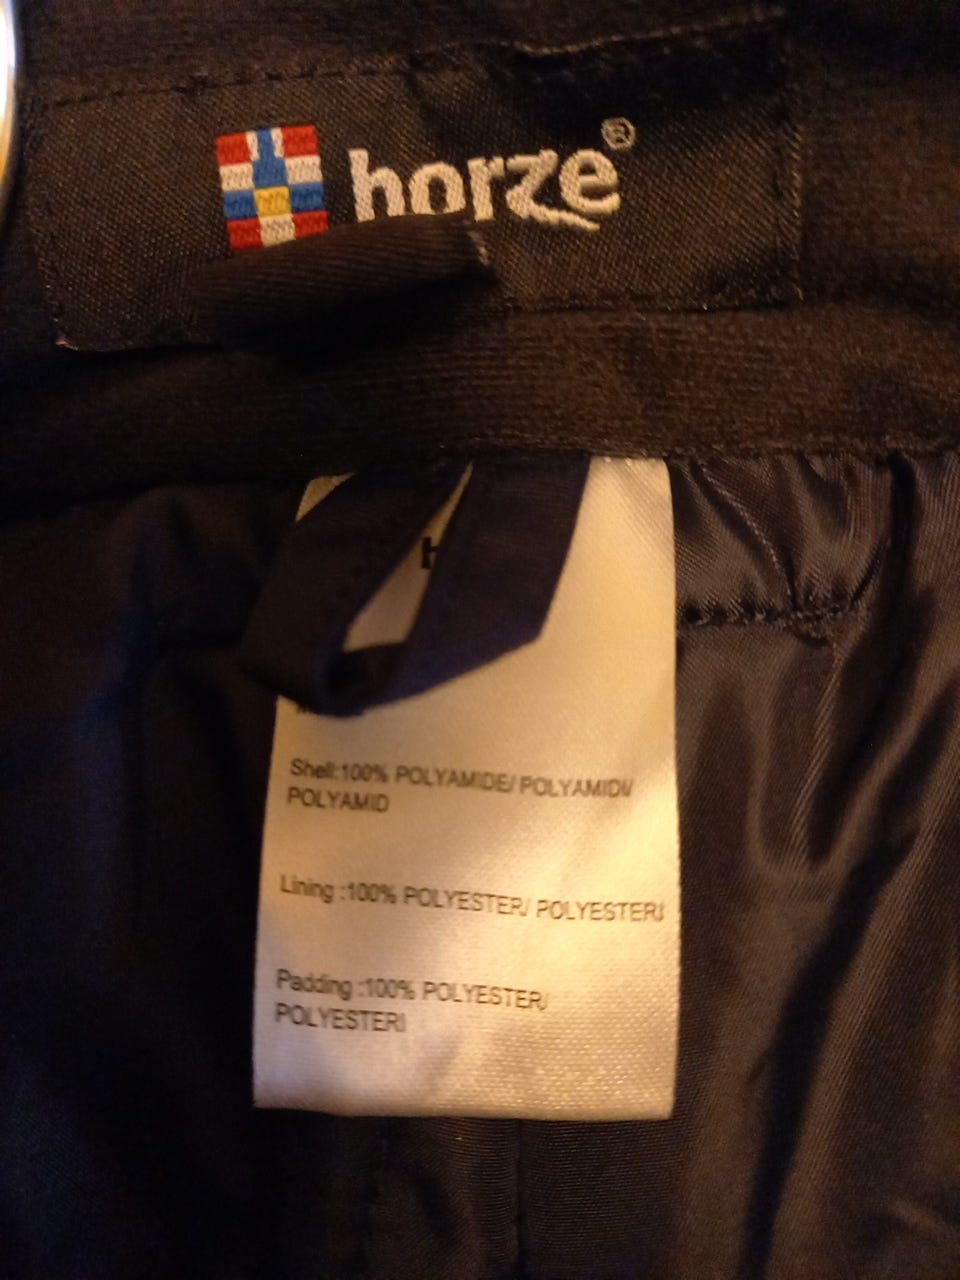 horze®
Shell:100% POLYAMIDE/ POLYAMIDI/
POLYAMID
Lining :100% POLYESTER/ POLYESTERI
Padding :100% POLYESTER/
POLYESTERI